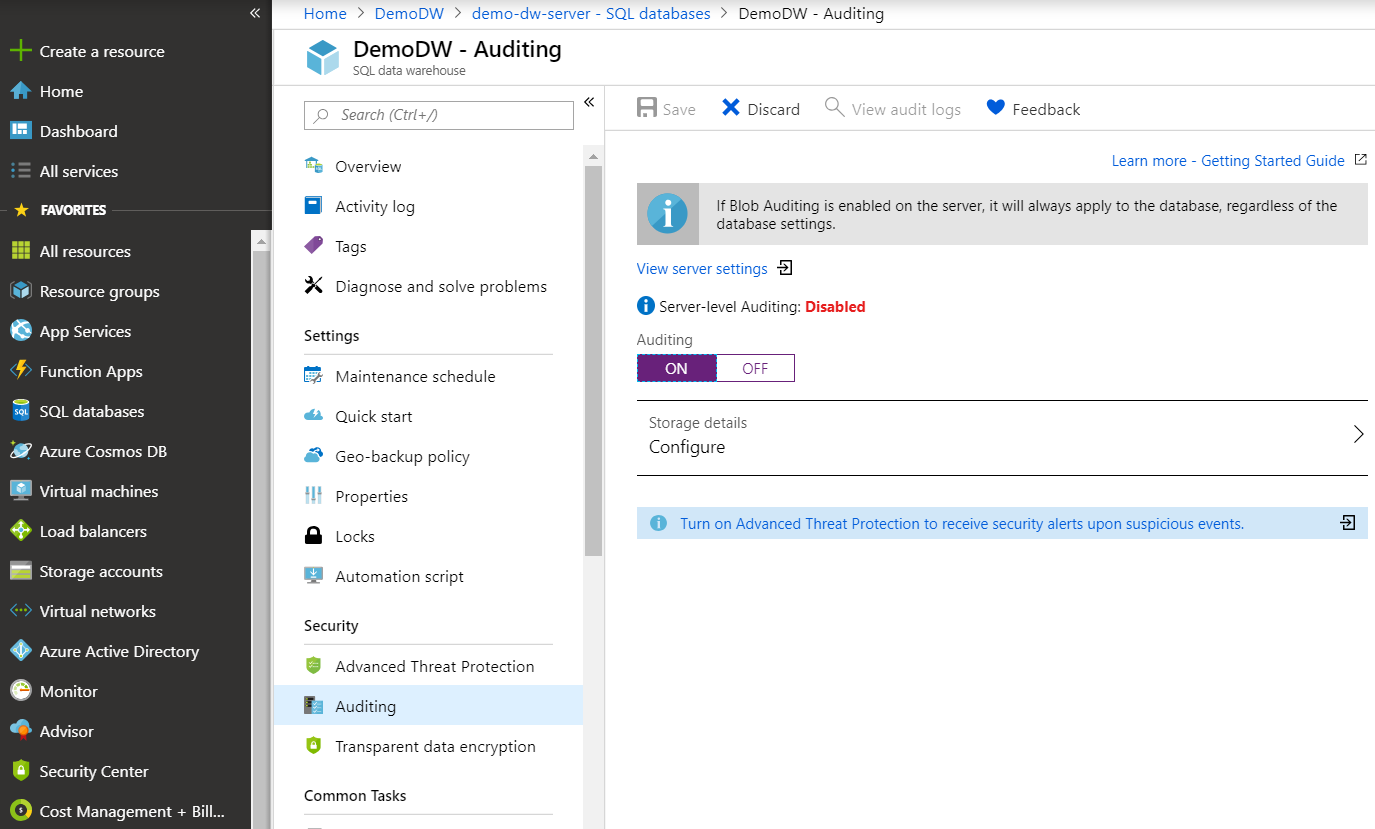 Create a resource
Home
Dashboard
All services
FAVORITES
All resources
Resource groups
App Services
Function Apps
SQL databases
Azure Cosmos DB
Virtual machines
Load balancers
Storage accounts
Virtual networks
Azure Active Directory
Monitor
Advisor
Security Center
Cost Management + Bill...
Home > DemoDW > demo-dw-server - SQL databases > DemoDW - Auditing
DemoDW - Auditing
SQL data warehouse
Search (Ctrl+/)
Overview
Activity log
Tags
Diagnose and solve problems
Settings
Maintenance schedule
Quick start
Geo-backup policy
Properties
Locks
Automation script
Security
Advanced Threat Protection
Auditing
Transparent data encryption
Common Tasks
Save Discard View audit logs Feedback
Learn more - Getting Started Guide
If Blob Auditing is enabled on the server, it will always apply to the database, regardless of the
database settings.
View server settings
Server-level Auditing: Disabled
Auditing
ON OFF
Storage details
Configure
Turn on Advanced Threat Protection to receive security alerts upon suspicious events.